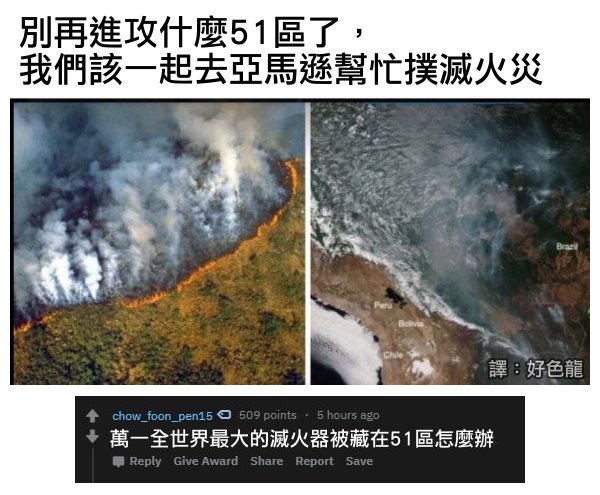 別再進攻什麼51區了，
我們該一起去亞馬遜幫忙撲滅火災
Brazil
Peru
Bolivia
Chile
譯：好色龍
chow_foon_pen15 509 points · 5 hours ago
萬一全世界最大的滅火器被藏在51區怎麼辦
Reply Give Award Share Report Save